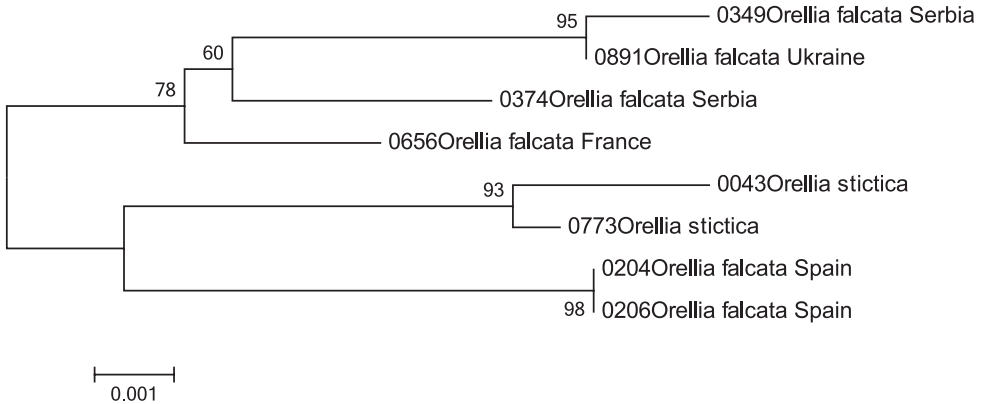 95
0349Orellia falcata Serbia
0891Orellia falcata Ukraine
60
78
0374Orellia falcata Serbia
0656Orellia falcata France
93
0043Orellia stictica
0773Orellia stictica
0204Orellia falcata Spain
98
0206Orellia falcata Spain
0.001